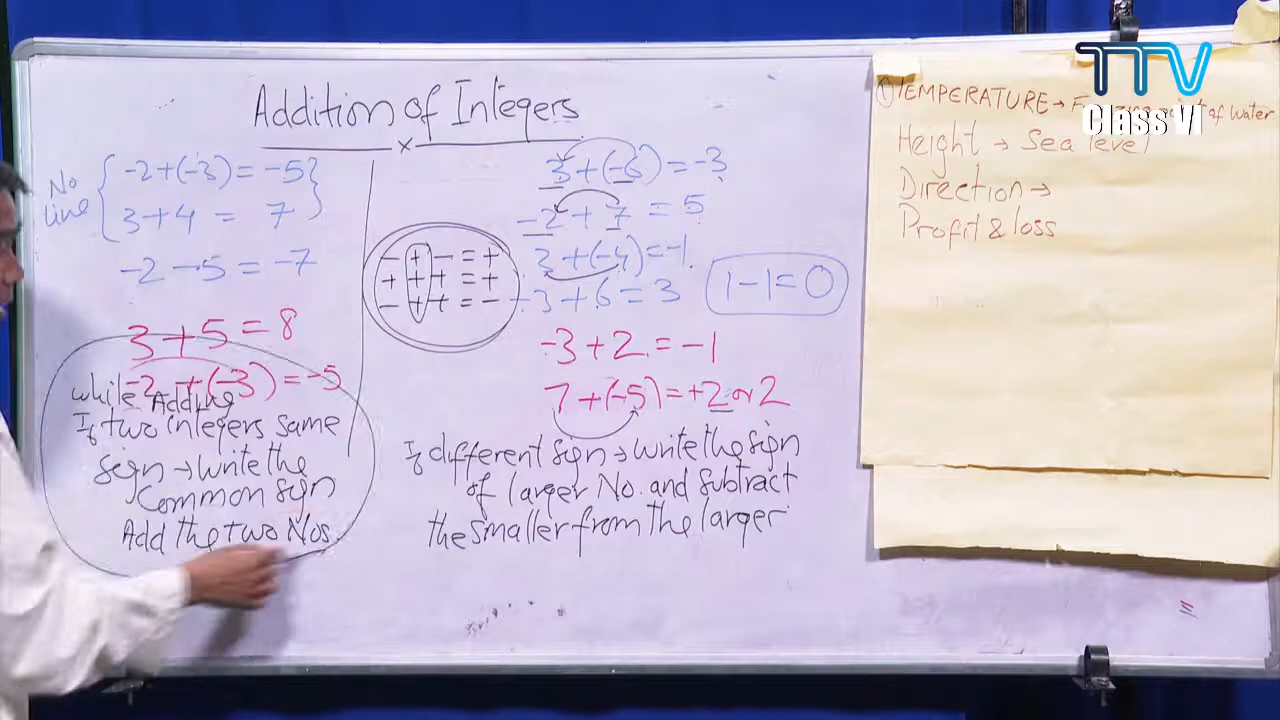 Addition of Integers
x
No
line
-2+(-3)=-5
3+4 = 7
-2-5=-7
3+5=8
-2+(-3)=-5
while Adding
If two integers same
sign → write the
Common sign
Add the two Nos.
- + - = +
+ + + = +
- + + = -
3+(-6)=-3
-2+7 = 5
3+(-4)=-1
-3+6=3
1-1=0
-3+2=-1
7+(-5)=+2 or 2
If different sign → write the sign
of larger No. and subtract
the smaller from the larger
TTV
Class VI
① TEMPERATURE → of water
Height → Sea level
Direction →
Profit & loss